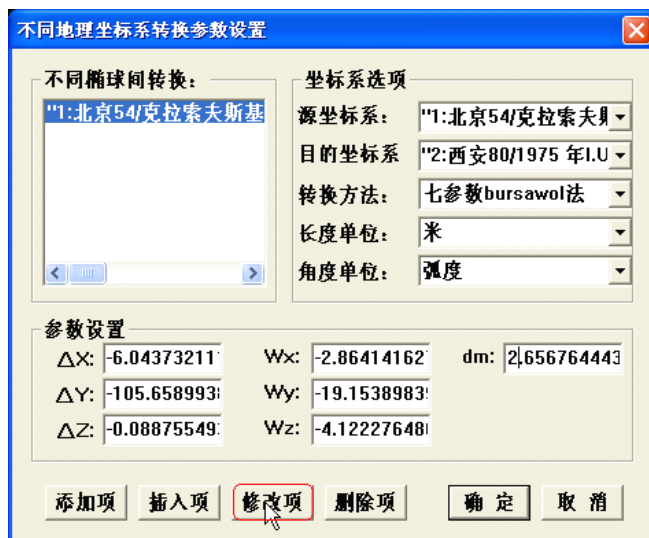 不同地理坐标系转换参数设置
不同椭球间转换：
"1:北京54/克拉索夫斯基
坐标系选项
源坐标系： "1:北京54/克拉索夫
目的坐标系 "2:西安80/1975 年I.U
转换方法： 七参数bursawol法
长度单位： 米
角度单位： 弧度
参数设置
△X: -6.04373211 Wx: -2.86414162 dm: 2.656764443
△Y: -105.658993 Wy: -19.1538983
△Z: -0.08875549 Wz: -4.12227648
添加项 插入项 修改项 删除项 确 定 取 消